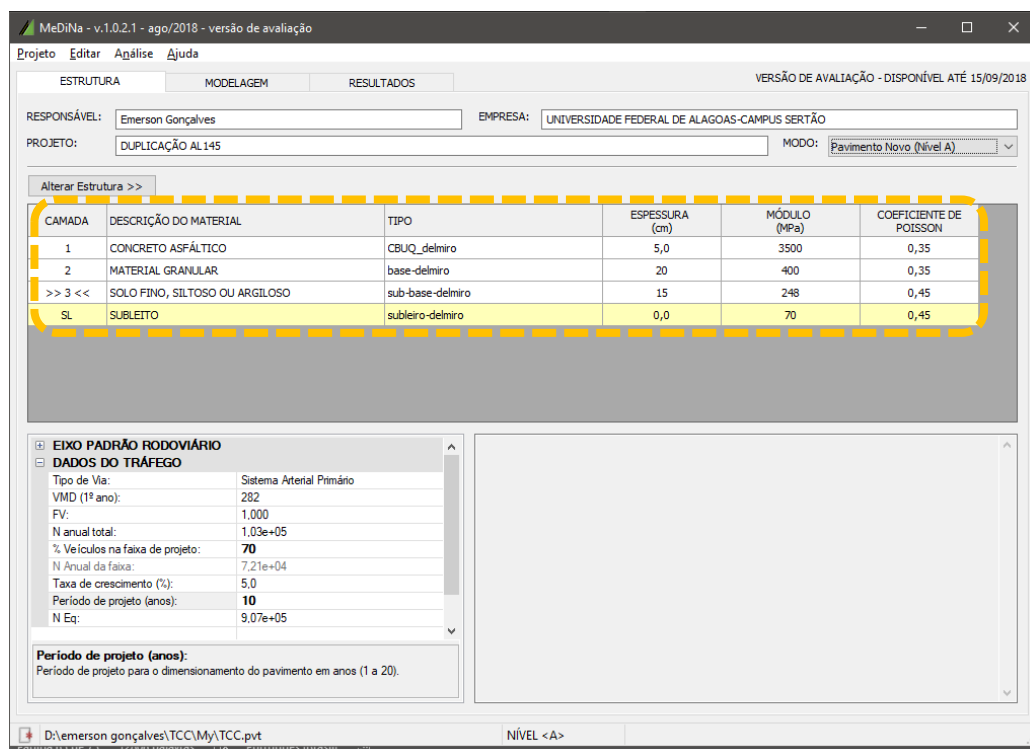 MeDiNa - v.1.0.2.1 - ago/2018 - versão de avaliação
Projeto Editar Análise Ajuda
ESTRUTURA MODELAGEM RESULTADOS VERSÃO DE AVALIAÇÃO - DISPONÍVEL ATÉ 15/09/2018
RESPONSÁVEL: Emerson Gonçalves EMPRESA: UNIVERSIDADE FEDERAL DE ALAGOAS-CAMPUS SERTÃO
PROJETO: DUPLICAÇÃO AL145 MODO: Pavimento Novo (Nível A)
Alterar Estrutura >>
CAMADA DESCRIÇÃO DO MATERIAL TIPO ESPESSURA (cm) MÓDULO (MPa) COEFICIENTE DE POISSON
1 CONCRETO ASFÁLTICO CBUQ_delmiro 5,0 3500 0,35
2 MATERIAL GRANULAR base-delmiro 20 400 0,35
>> 3 << SOLO FINO, SILTOSO OU ARGILOSO sub-base-delmiro 15 248 0,45
SL SUBLEITO subleiro-delmiro 0,0 70 0,45
EIXO PADRÃO RODOVIÁRIO
DADOS DO TRÁFEGO
Tipo de Via: Sistema Arterial Primário
VMD (1º ano): 282
FV: 1,000
N anual total: 1,03e+05
% Veículos na faixa de projeto: 70
N Anual da faixa: 7,21e+04
Taxa de crescimento (%): 5,0
Período de projeto (anos): 10
N Eq: 9,07e+05
Período de projeto (anos):
Período de projeto para o dimensionamento do pavimento em anos (1 a 20).
D:\emerson gonçalves\TCC\My\TCC.pvt NÍVEL <A>